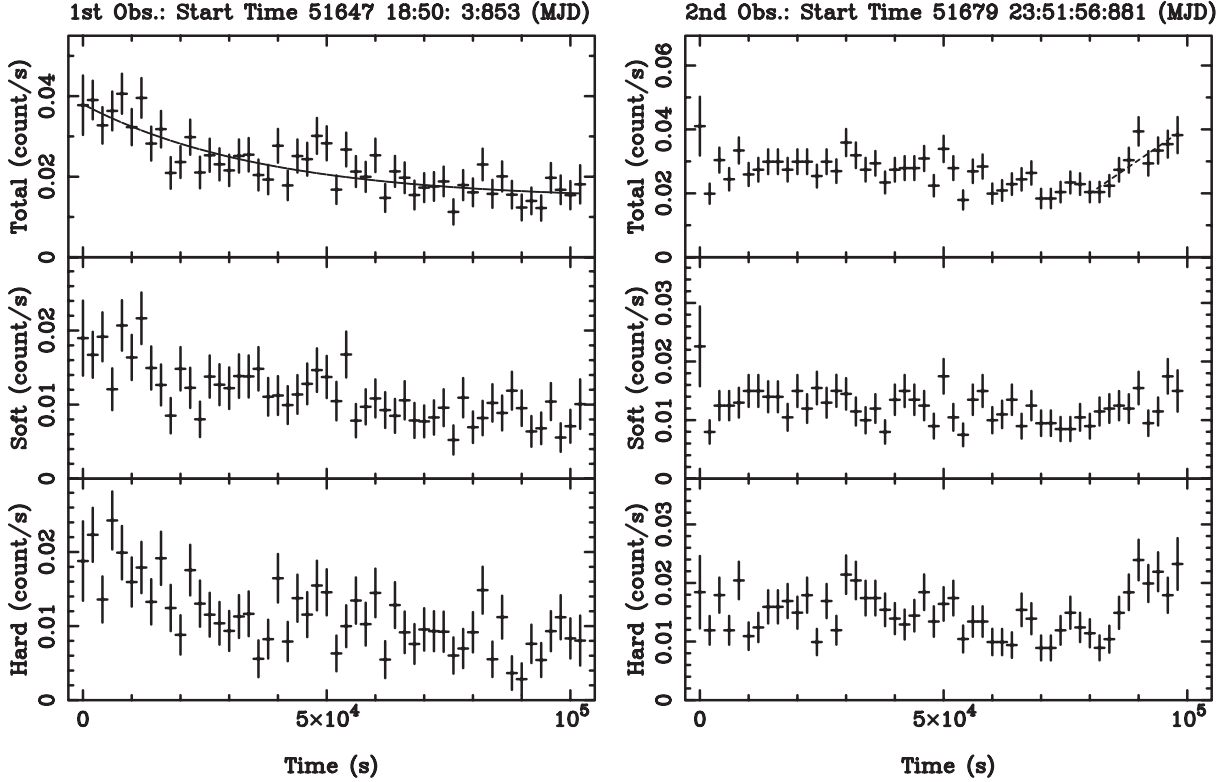 1st Obs.: Start Time 51647 18:50: 3:853 (MJD)
Total (count/s)
0.04
0.02
0
Soft (count/s)
0.02
0.01
0
Hard (count/s)
0.02
0.01
0
0
5×10⁴
10⁵
Time (s)
2nd Obs.: Start Time 51679 23:51:56:881 (MJD)
Total (count/s)
0.06
0.04
0.02
0
Soft (count/s)
0.03
0.02
0.01
0
Hard (count/s)
0.03
0.02
0.01
0
0
5×10⁴
10⁵
Time (s)